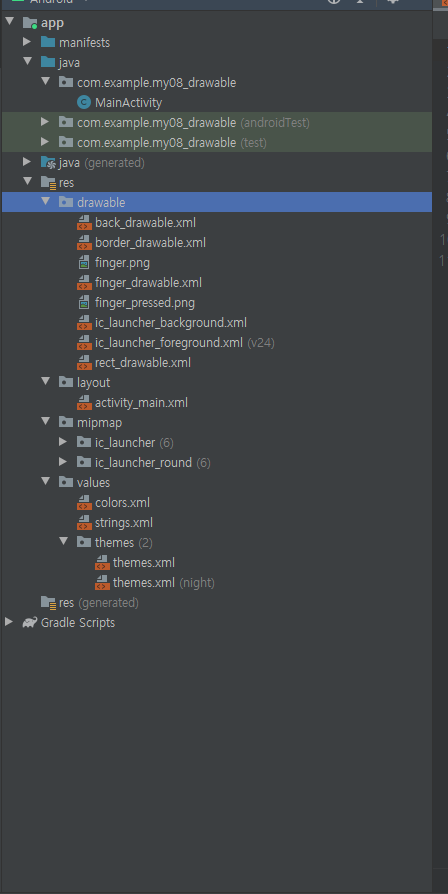 Android
app
manifests
java
com.example.my08_drawable
MainActivity
com.example.my08_drawable (androidTest)
com.example.my08_drawable (test)
java (generated)
res
drawable
back_drawable.xml
border_drawable.xml
finger.png
finger_drawable.xml
finger_pressed.png
ic_launcher_background.xml
ic_launcher_foreground.xml (v24)
rect_drawable.xml
layout
activity_main.xml
mipmap
ic_launcher (6)
ic_launcher_round (6)
values
colors.xml
strings.xml
themes (2)
themes.xml
themes.xml (night)
res (generated)
Gradle Scripts